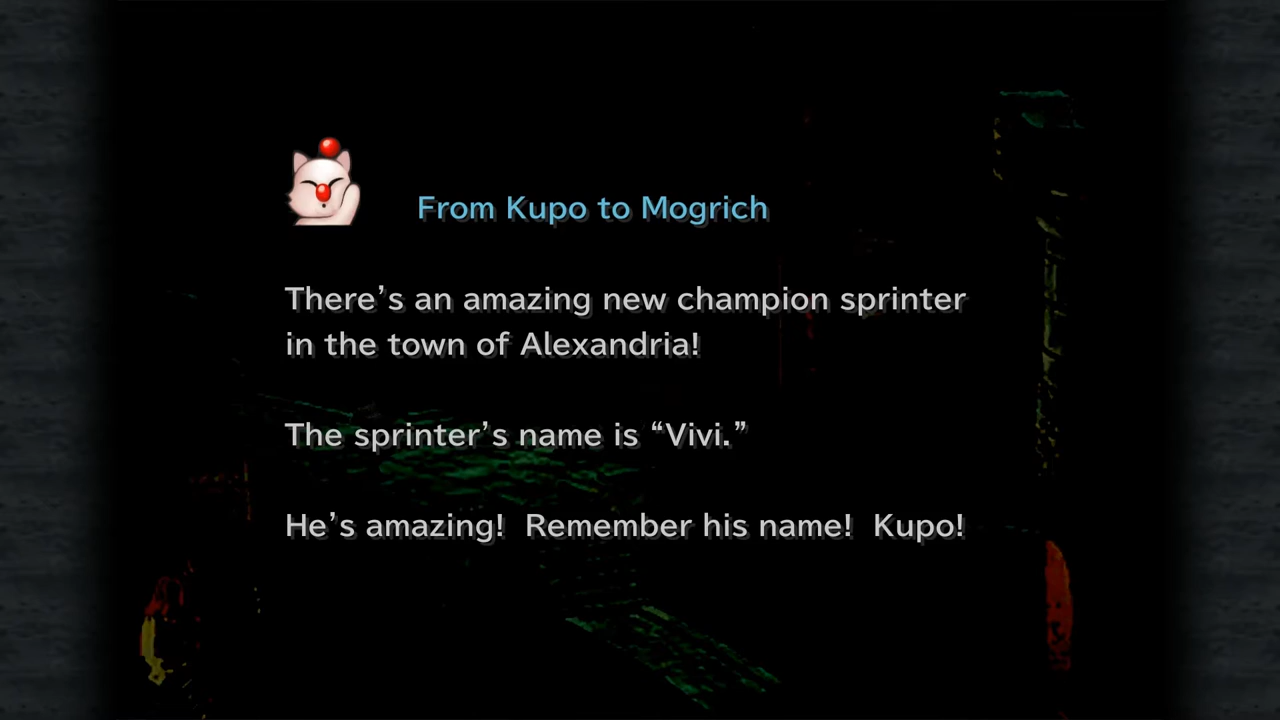 From Kupo to Mogrich
There’s an amazing new champion sprinter
in the town of Alexandria!
The sprinter’s name is “Vivi.”
He’s amazing!  Remember his name!  Kupo!